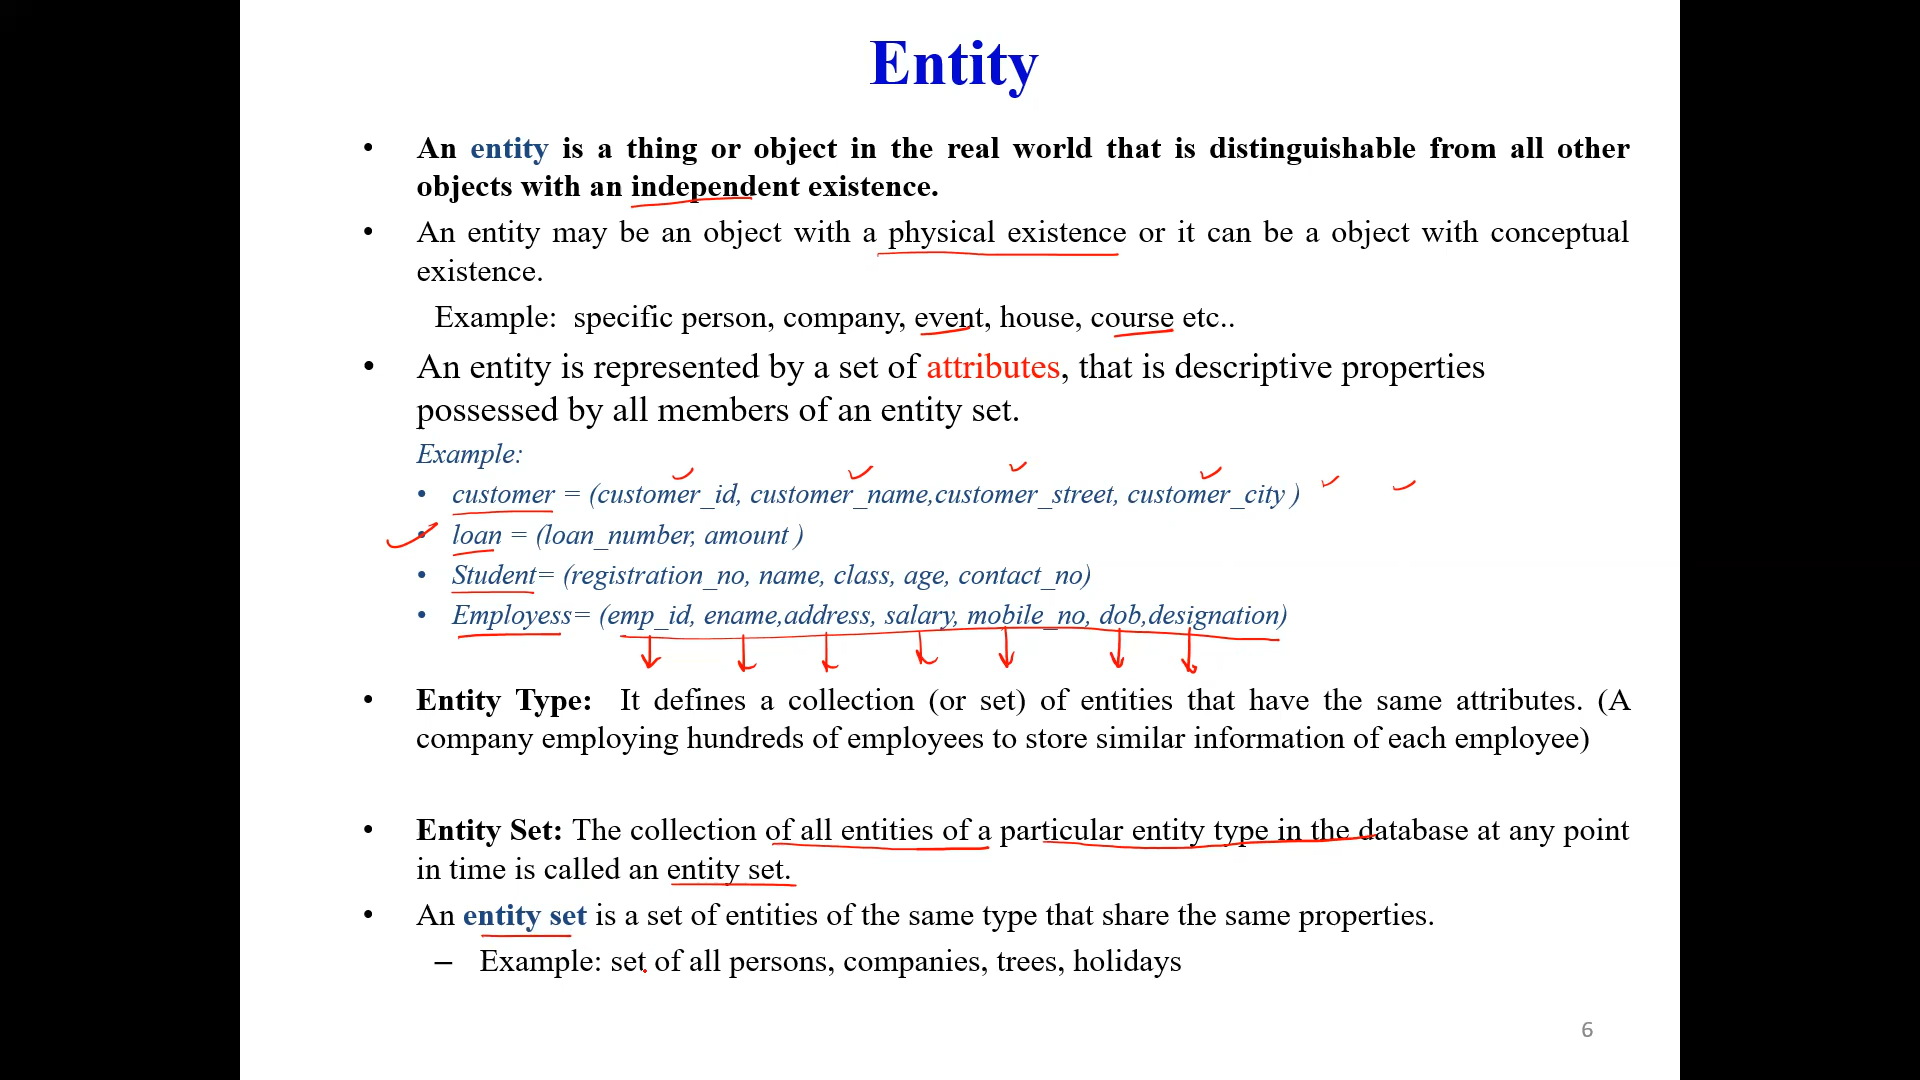 Entity
• An entity is a thing or object in the real world that is distinguishable from all other
objects with an independent existence.
• An entity may be an object with a physical existence or it can be a object with conceptual
existence.
Example: specific person, company, event, house, course etc..
• An entity is represented by a set of attributes, that is descriptive properties
possessed by all members of an entity set.
Example:
• customer = (customer_id, customer_name,customer_street, customer_city )
• loan = (loan_number, amount )
• Student= (registration_no, name, class, age, contact_no)
• Employess= (emp_id, ename,address, salary, mobile_no, dob,designation)
• Entity Type: It defines a collection (or set) of entities that have the same attributes. (A
company employing hundreds of employees to store similar information of each employee)
• Entity Set: The collection of all entities of a particular entity type in the database at any point
in time is called an entity set.
• An entity set is a set of entities of the same type that share the same properties.
– Example: set of all persons, companies, trees, holidays
6